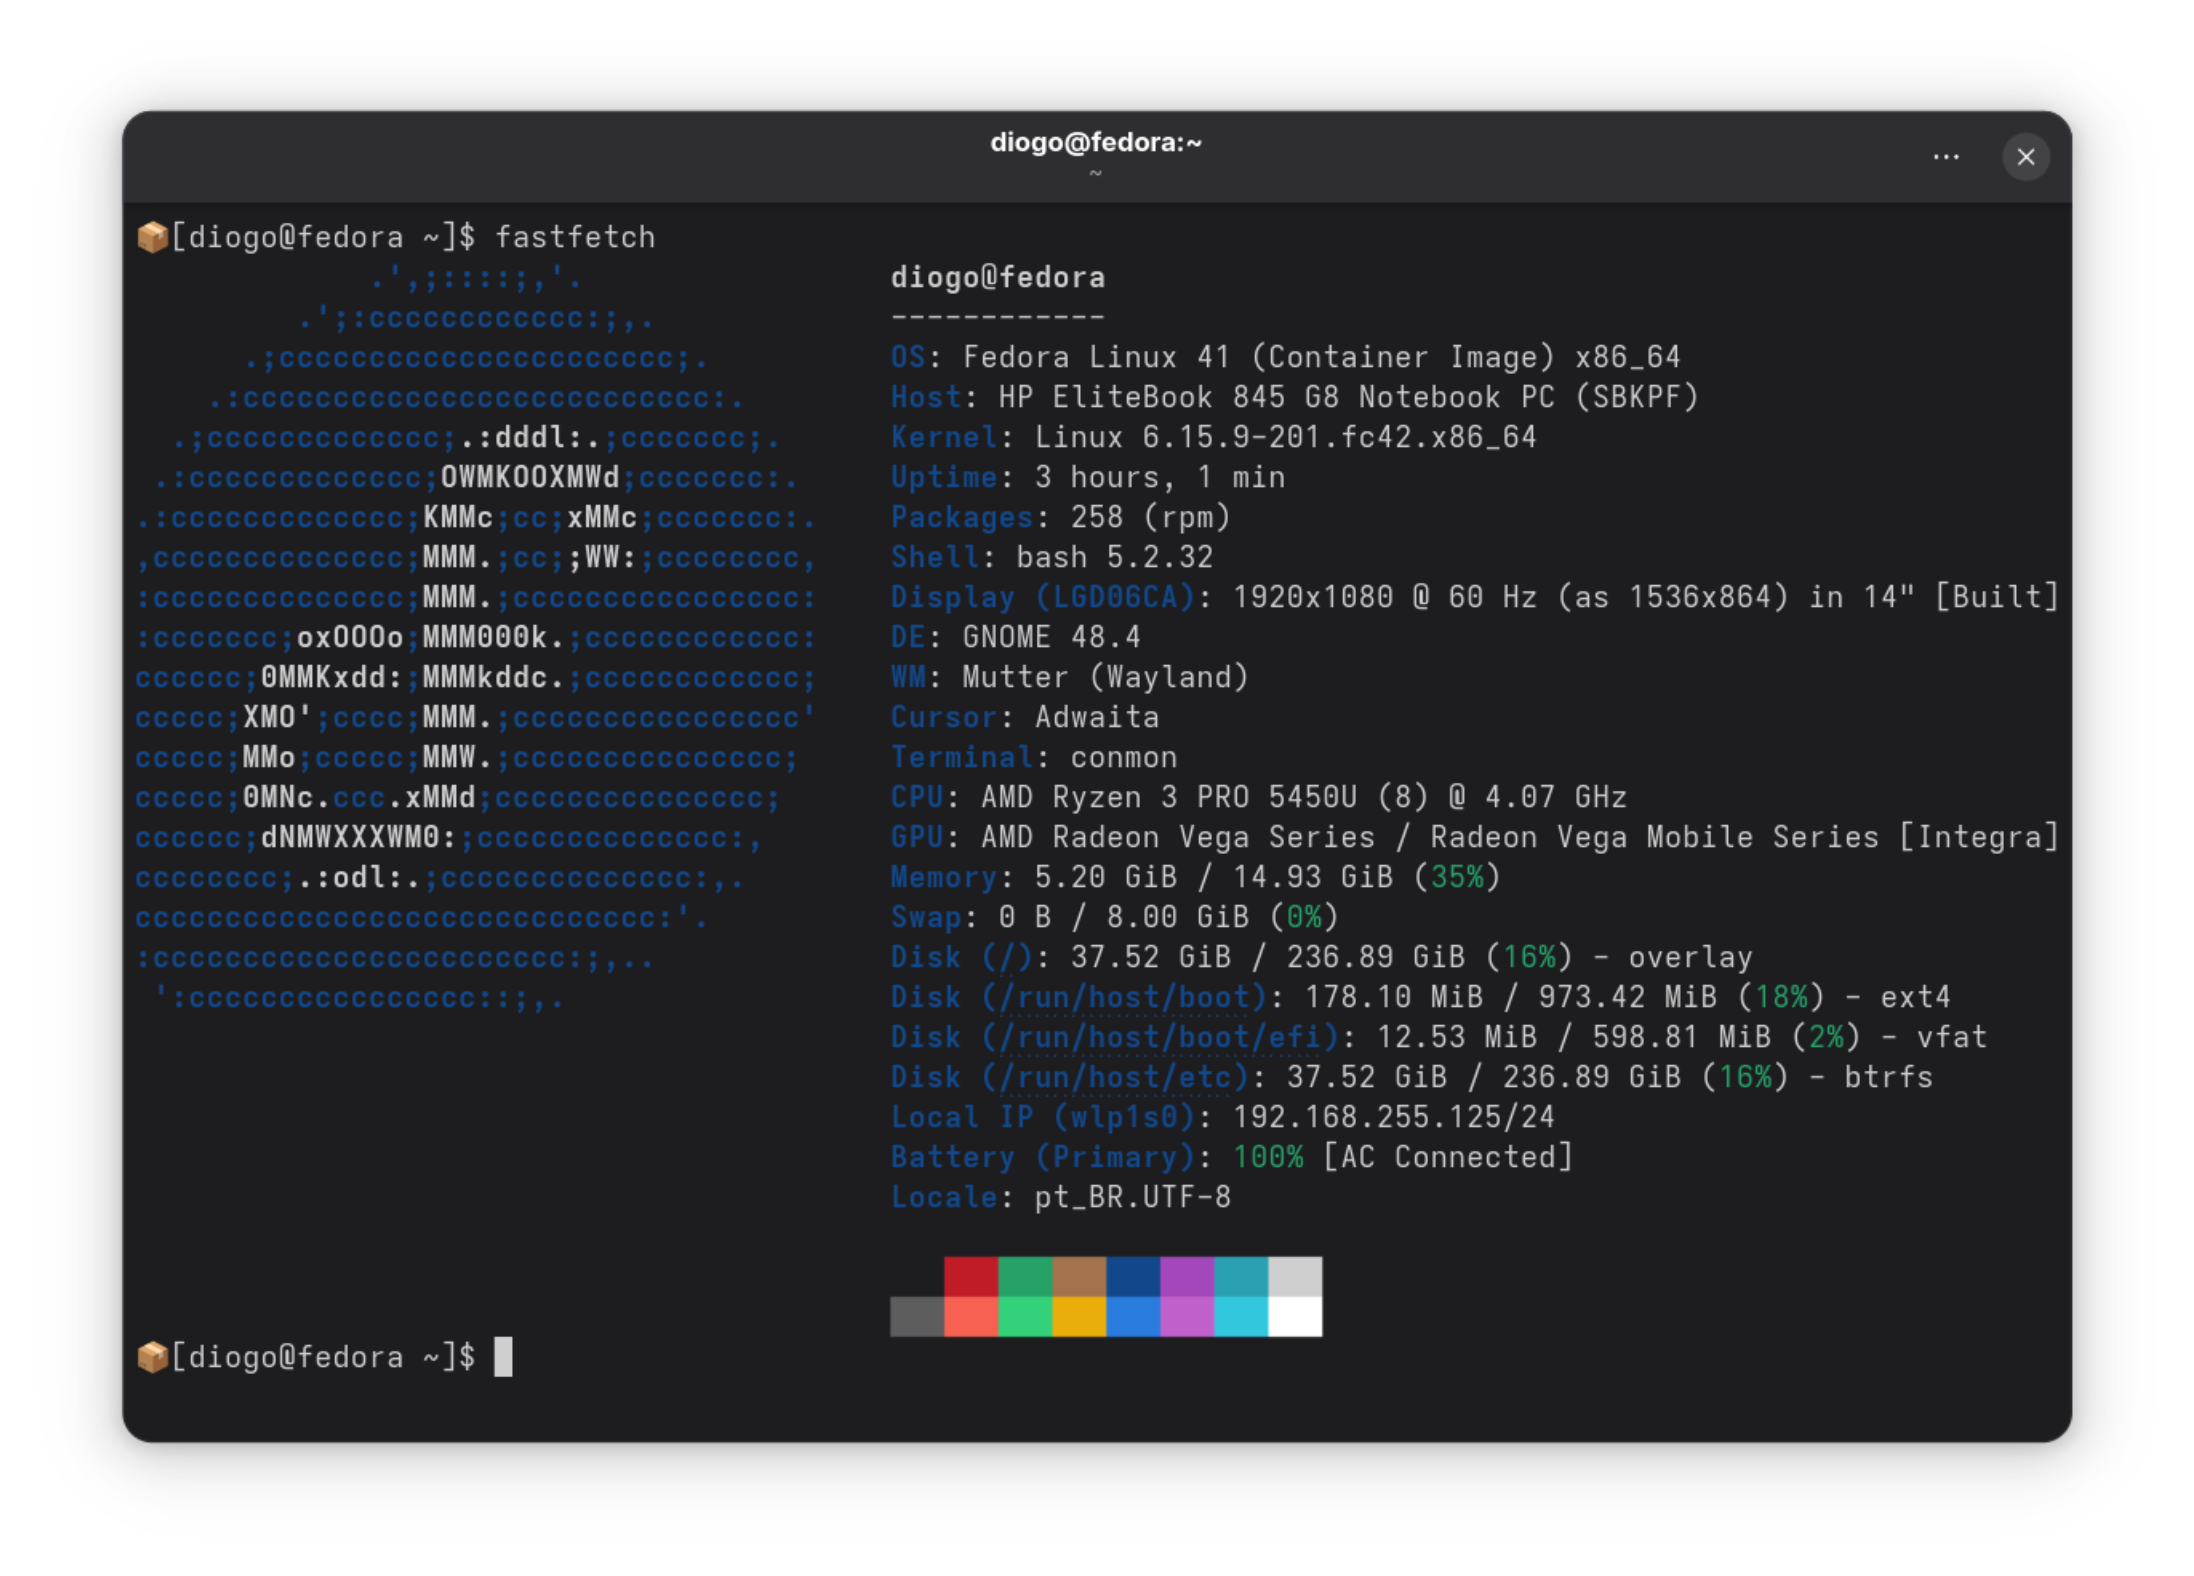 diogo@fedora:~
~
📦[diogo@fedora ~]$ fastfetch
             .',;::::;,'.
         .';:cccccccccccc:;,.
      .;cccccccccccccccccccccc;.
    .:cccccccccccccccccccccccccc:.
  .;ccccccccccccc;.:dddl:.;ccccccc;.
 .:ccccccccccccc;OWMKOOXMWd;ccccccc:.
.:ccccccccccccc;KMMc;cc;xMMc;ccccccc:.
,cccccccccccccc;MMM.;cc;;WW:;cccccccc,
:cccccccccccccc;MMM.;cccccccccccccccc:
:ccccccc;oxOOOo;MMM000k.;cccccccccccc:
cccccc;0MMKxdd:;MMMkddc.;cccccccccccc;
ccccc;XMO';cccc;MMM.;cccccccccccccccc'
ccccc;MMo;ccccc;MMW.;ccccccccccccccc;
ccccc;0MNc.ccc.xMMd;ccccccccccccccc;
cccccc;dNMWXXXWM0:;cccccccccccccc:,
cccccccc;.:odl:.;cccccccccccccc:,.
ccccccccccccccccccccccccccccc:'.
:ccccccccccccccccccccccc:;,..
 ':cccccccccccccccc::;,.
diogo@fedora
------------
OS: Fedora Linux 41 (Container Image) x86_64
Host: HP EliteBook 845 G8 Notebook PC (SBKPF)
Kernel: Linux 6.15.9-201.fc42.x86_64
Uptime: 3 hours, 1 min
Packages: 258 (rpm)
Shell: bash 5.2.32
Display (LGD06CA): 1920x1080 @ 60 Hz (as 1536x864) in 14" [Built]
DE: GNOME 48.4
WM: Mutter (Wayland)
Cursor: Adwaita
Terminal: conmon
CPU: AMD Ryzen 3 PRO 5450U (8) @ 4.07 GHz
GPU: AMD Radeon Vega Series / Radeon Vega Mobile Series [Integra]
Memory: 5.20 GiB / 14.93 GiB (35%)
Swap: 0 B / 8.00 GiB (0%)
Disk (/): 37.52 GiB / 236.89 GiB (16%) - overlay
Disk (/run/host/boot): 178.10 MiB / 973.42 MiB (18%) - ext4
Disk (/run/host/boot/efi): 12.53 MiB / 598.81 MiB (2%) - vfat
Disk (/run/host/etc): 37.52 GiB / 236.89 GiB (16%) - btrfs
Local IP (wlp1s0): 192.168.255.125/24
Battery (Primary): 100% [AC Connected]
Locale: pt_BR.UTF-8
📦[diogo@fedora ~]$